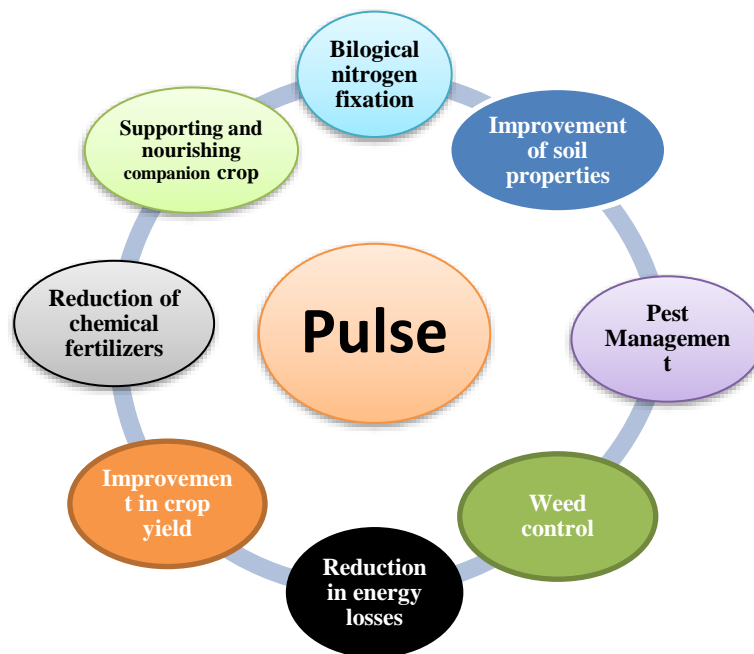 Bilogical
nitrogen
fixation
Improvement
of soil
properties
Pest
Managemen
t
Weed
control
Reduction
in energy
losses
Improvemen
t in crop
yield
Reduction of
chemical
fertilizers
Supporting and
nourishing
companion crop
Pulse